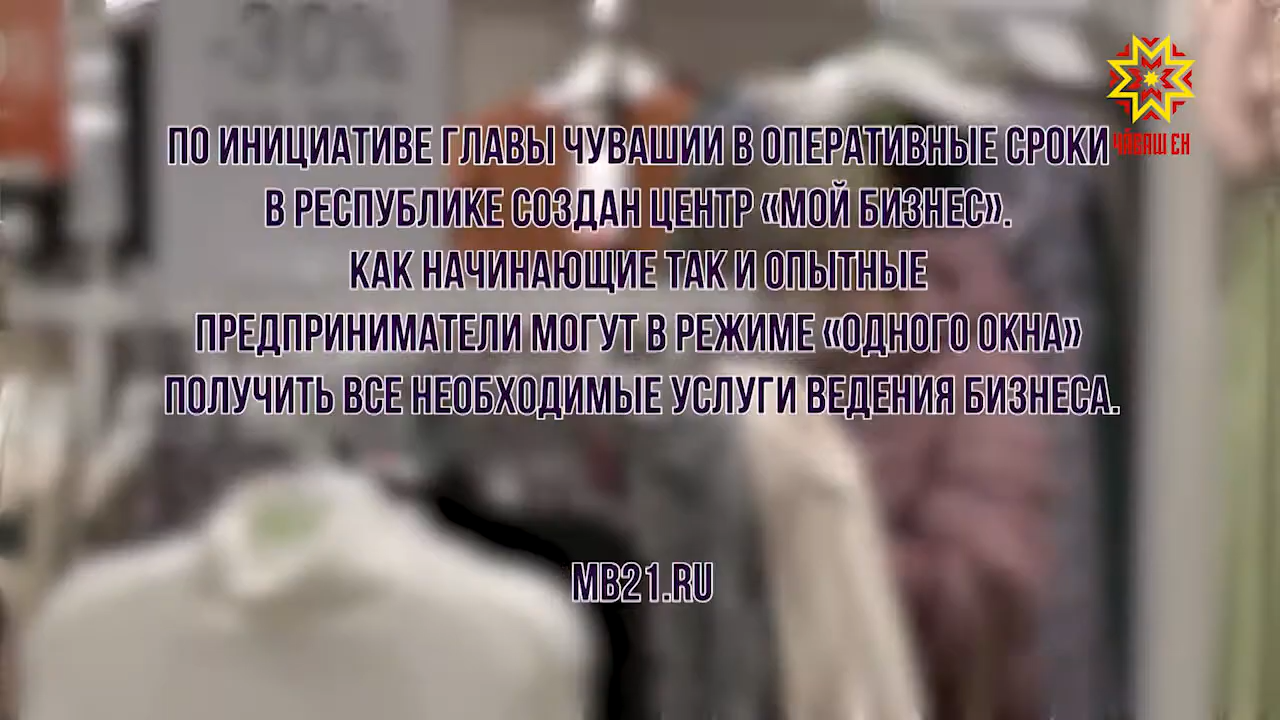 -30%
ПО ИНИЦИАТИВЕ ГЛАВЫ ЧУВАШИИ В ОПЕРАТИВНЫЕ СРОКИ
В РЕСПУБЛИКЕ СОЗДАН ЦЕНТР «МОЙ БИЗНЕС».
КАК НАЧИНАЮЩИЕ ТАК И ОПЫТНЫЕ
ПРЕДПРИНИМАТЕЛИ МОГУТ В РЕЖИМЕ «ОДНОГО ОКНА»
ПОЛУЧИТЬ ВСЕ НЕОБХОДИМЫЕ УСЛУГИ ВЕДЕНИЯ БИЗНЕСА.
MB21.RU
ЧӐВАШ ЕН